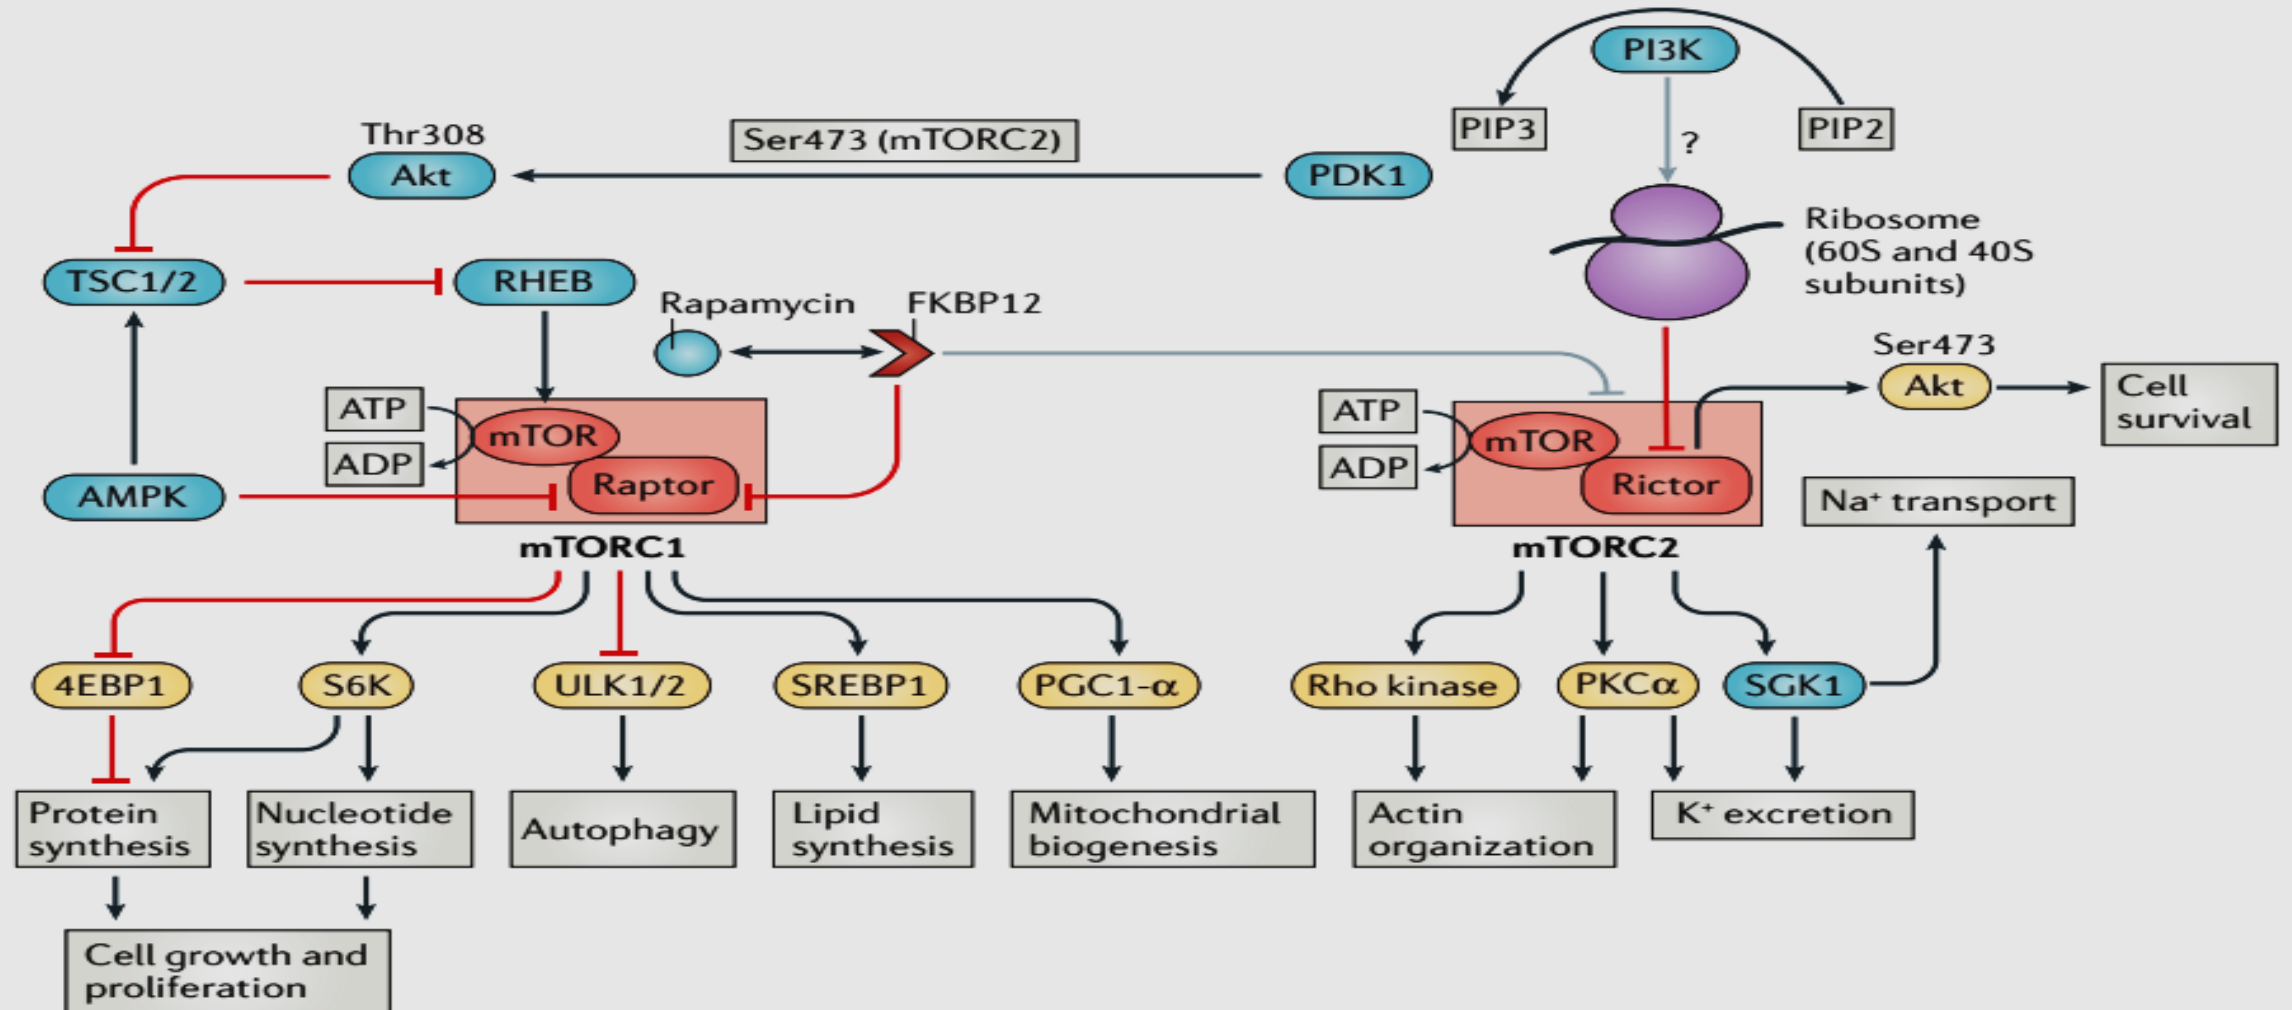 PI3K
PIP3
?
PIP2
Thr308
Akt
Ser473 (mTORC2)
PDK1
Ribosome
(60S and 40S
subunits)
TSC1/2
RHEB
Rapamycin
FKBP12
Ser473
Akt
Cell
survival
ATP
ADP
mTOR
Raptor
AMPK
mTORC1
ATP
ADP
mTOR
Rictor
mTORC2
Na⁺ transport
4EBP1
S6K
ULK1/2
SREBP1
PGC1-α
Rho kinase
PKCα
SGK1
Protein
synthesis
Nucleotide
synthesis
Autophagy
Lipid
synthesis
Mitochondrial
biogenesis
Actin
organization
K⁺ excretion
Cell growth and
proliferation